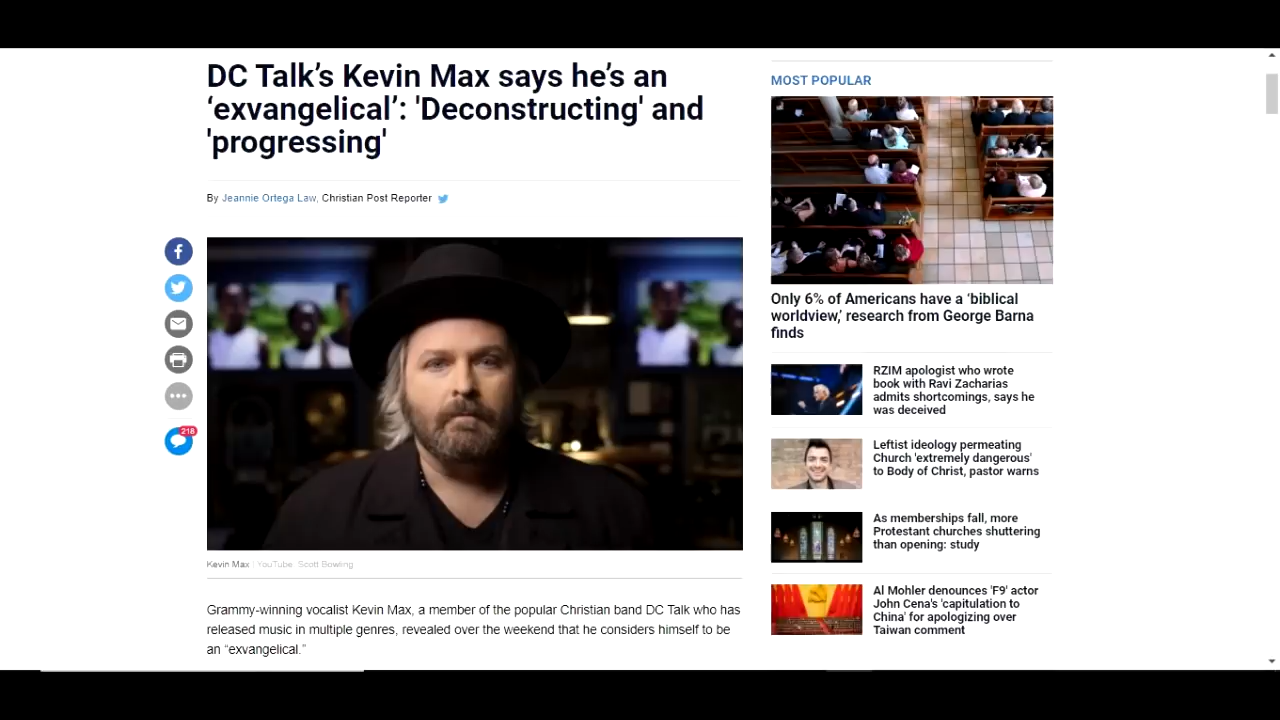 DC Talk’s Kevin Max says he’s an
‘exvangelical’: 'Deconstructing' and
'progressing'
By Jeannie Ortega Law, Christian Post Reporter
218
Kevin Max | YouTube: Scott Bowling
Grammy-winning vocalist Kevin Max, a member of the popular Christian band DC Talk who has
released music in multiple genres, revealed over the weekend that he considers himself to be
an “exvangelical.”
MOST POPULAR
Only 6% of Americans have a ‘biblical
worldview,’ research from George Barna
finds
RZIM apologist who wrote
book with Ravi Zacharias
admits shortcomings, says he
was deceived
Leftist ideology permeating
Church 'extremely dangerous'
to Body of Christ, pastor warns
As memberships fall, more
Protestant churches shuttering
than opening: study
Al Mohler denounces 'F9' actor
John Cena's 'capitulation to
China' for apologizing over
Taiwan comment